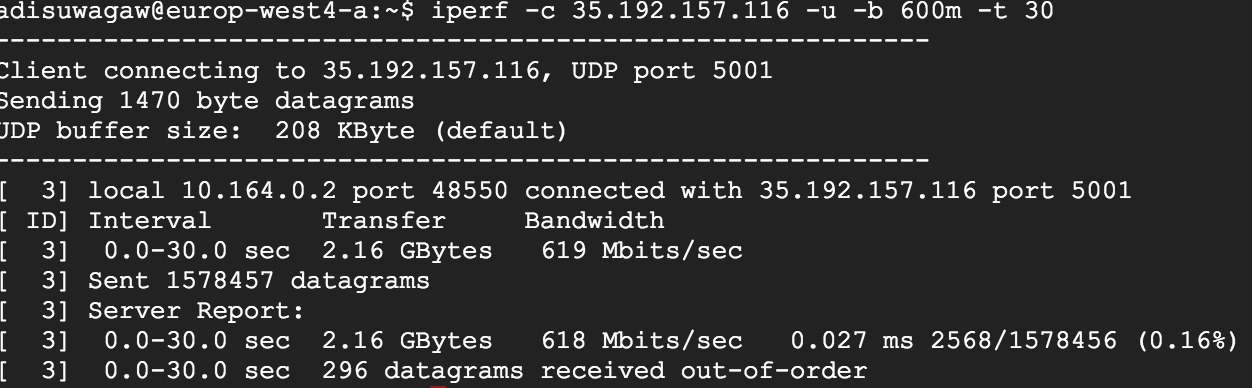 adisuwagaw@europ-west4-a:~$ iperf -c 35.192.157.116 -u -b 600m -t 30
------------------------------------------------------------
Client connecting to 35.192.157.116, UDP port 5001
Sending 1470 byte datagrams
UDP buffer size:  208 KByte (default)
------------------------------------------------------------
[  3] local 10.164.0.2 port 48550 connected with 35.192.157.116 port 5001
[ ID] Interval       Transfer     Bandwidth
[  3]  0.0-30.0 sec  2.16 GBytes   619 Mbits/sec
[  3] Sent 1578457 datagrams
[  3] Server Report:
[  3]  0.0-30.0 sec  2.16 GBytes   618 Mbits/sec   0.027 ms 2568/1578456 (0.16%)
[  3]  0.0-30.0 sec  296 datagrams received out-of-order